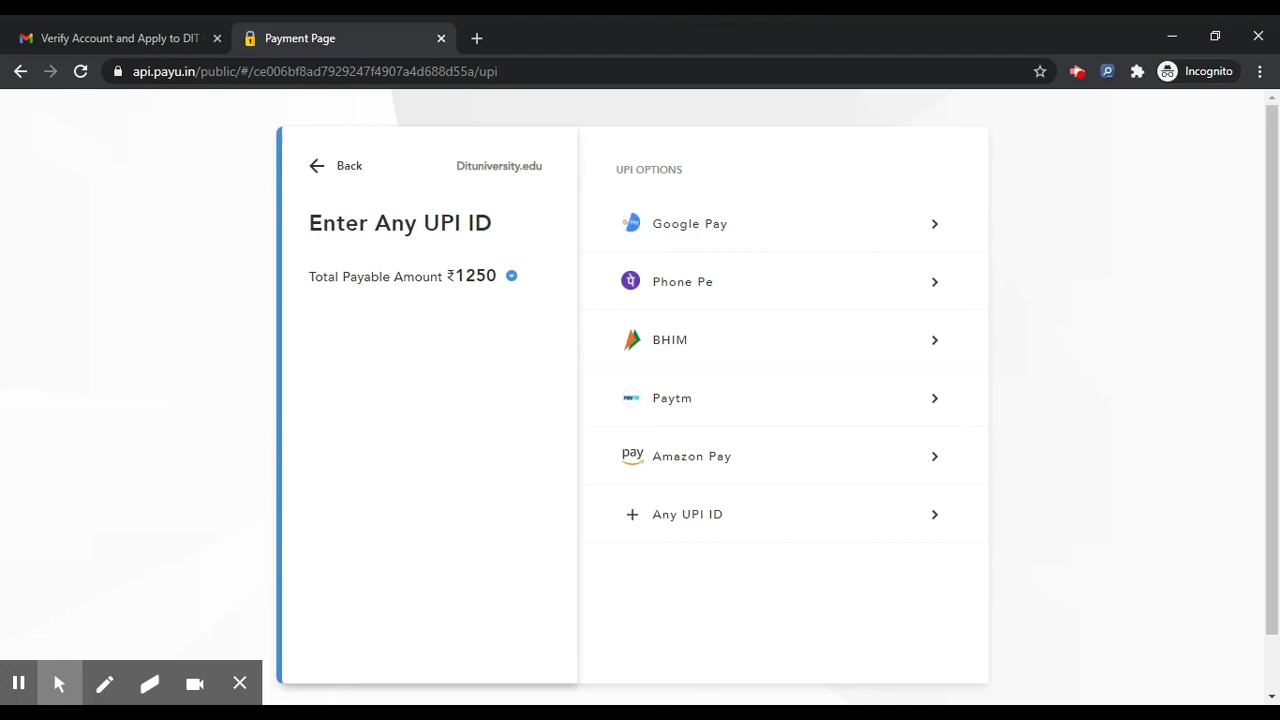 Verify Account and Apply to DIT
Payment Page
api.payu.in/public/#/ce006bf8ad7929247f4907a4d688d55a/upi
Incognito
Back
Dituniversity.edu
Enter Any UPI ID
Total Payable Amount ₹1250
UPI OPTIONS
Google Pay
Phone Pe
BHIM
Paytm
pay
Amazon Pay
Any UPI ID